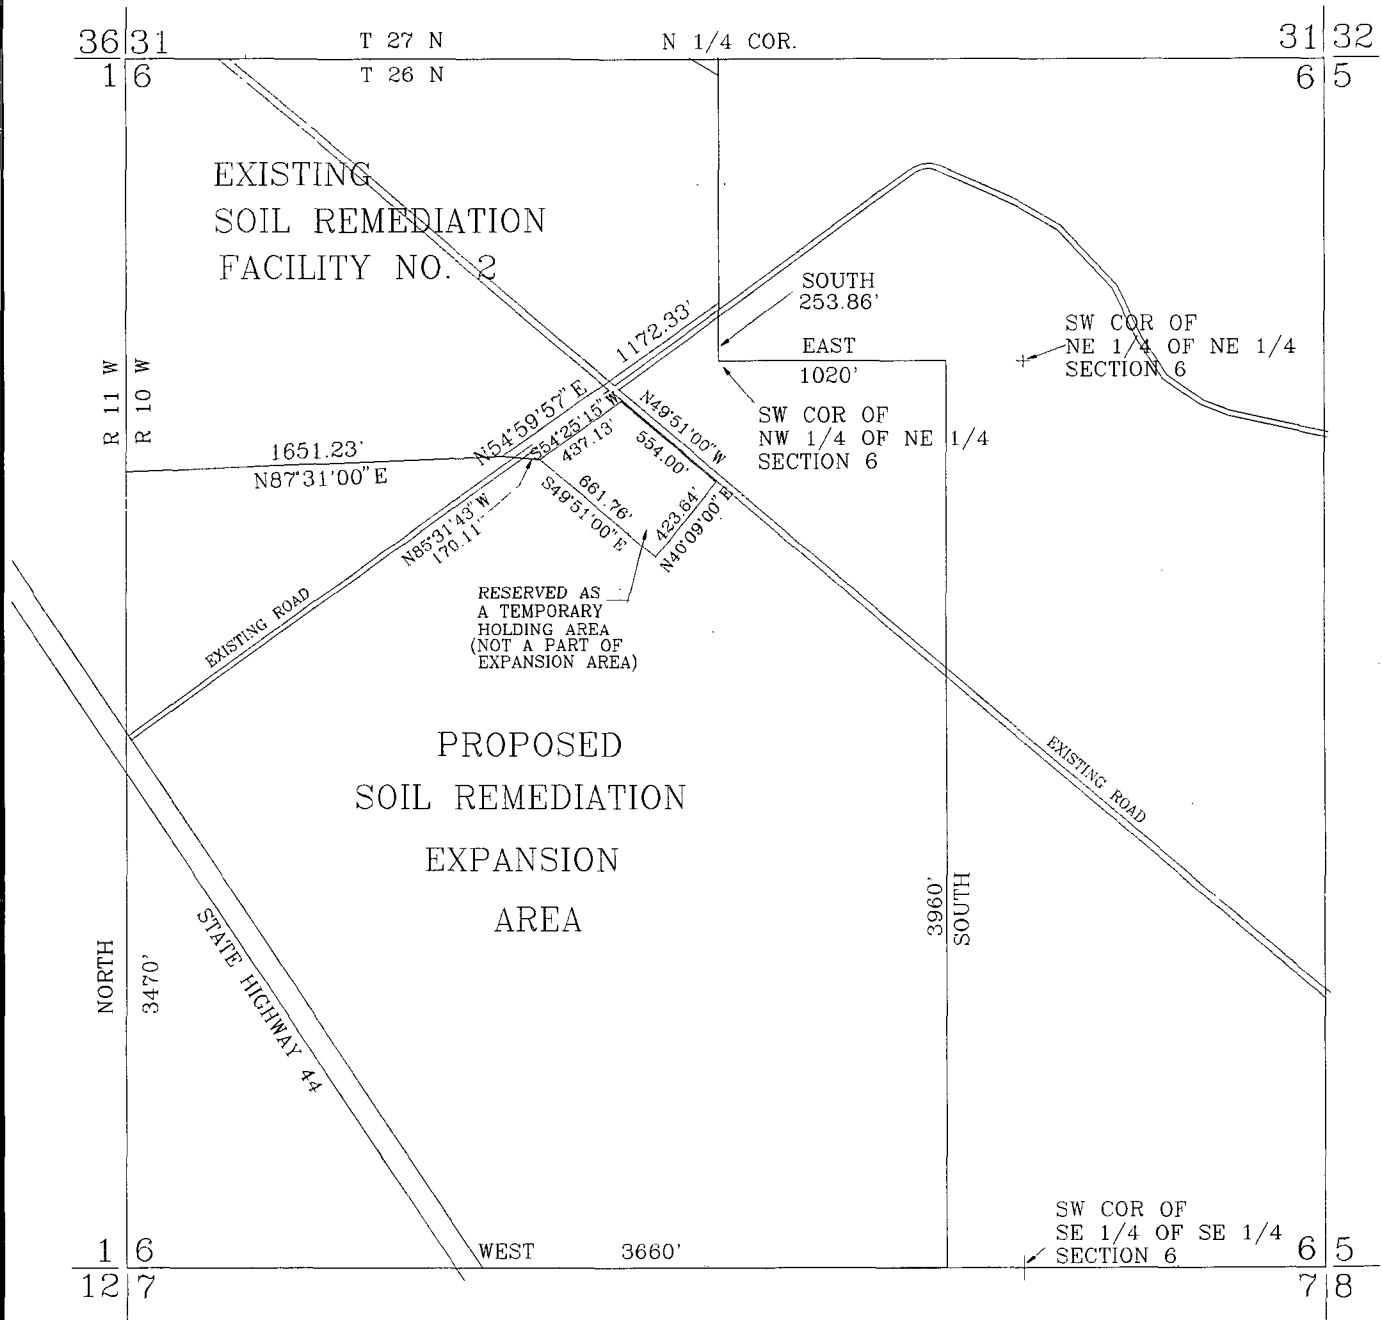 36 31
T 27 N
N 1/4 COR.
31 32
1 6
T 26 N
6 5
EXISTING
SOIL REMEDIATION
FACILITY NO. 2
SOUTH
253.86'
1172.33'
EAST
1020'
SW COR OF
NE 1/4 OF NE 1/4
SECTION 6
R 11 W
R 10 W
SW COR OF
NW 1/4 OF NE 1/4
SECTION 6
N54°59'57"E
S54°25'15"W
437.13'
N49°51'00"W
554.00'
1651.23'
N87°31'00"E
661.76'
S49°51'00"E
423.64'
N40°09'00"E
N85°31'43"W
170.11'
RESERVED AS
A TEMPORARY
HOLDING AREA
(NOT A PART OF
EXPANSION AREA)
EXISTING ROAD
PROPOSED
SOIL REMEDIATION
EXPANSION
AREA
EXISTING ROAD
3960'
SOUTH
NORTH
3470'
STATE HIGHWAY 44
SW COR OF
SE 1/4 OF SE 1/4
SECTION 6
WEST 3660'
1 6
6 5
12 7
7 8